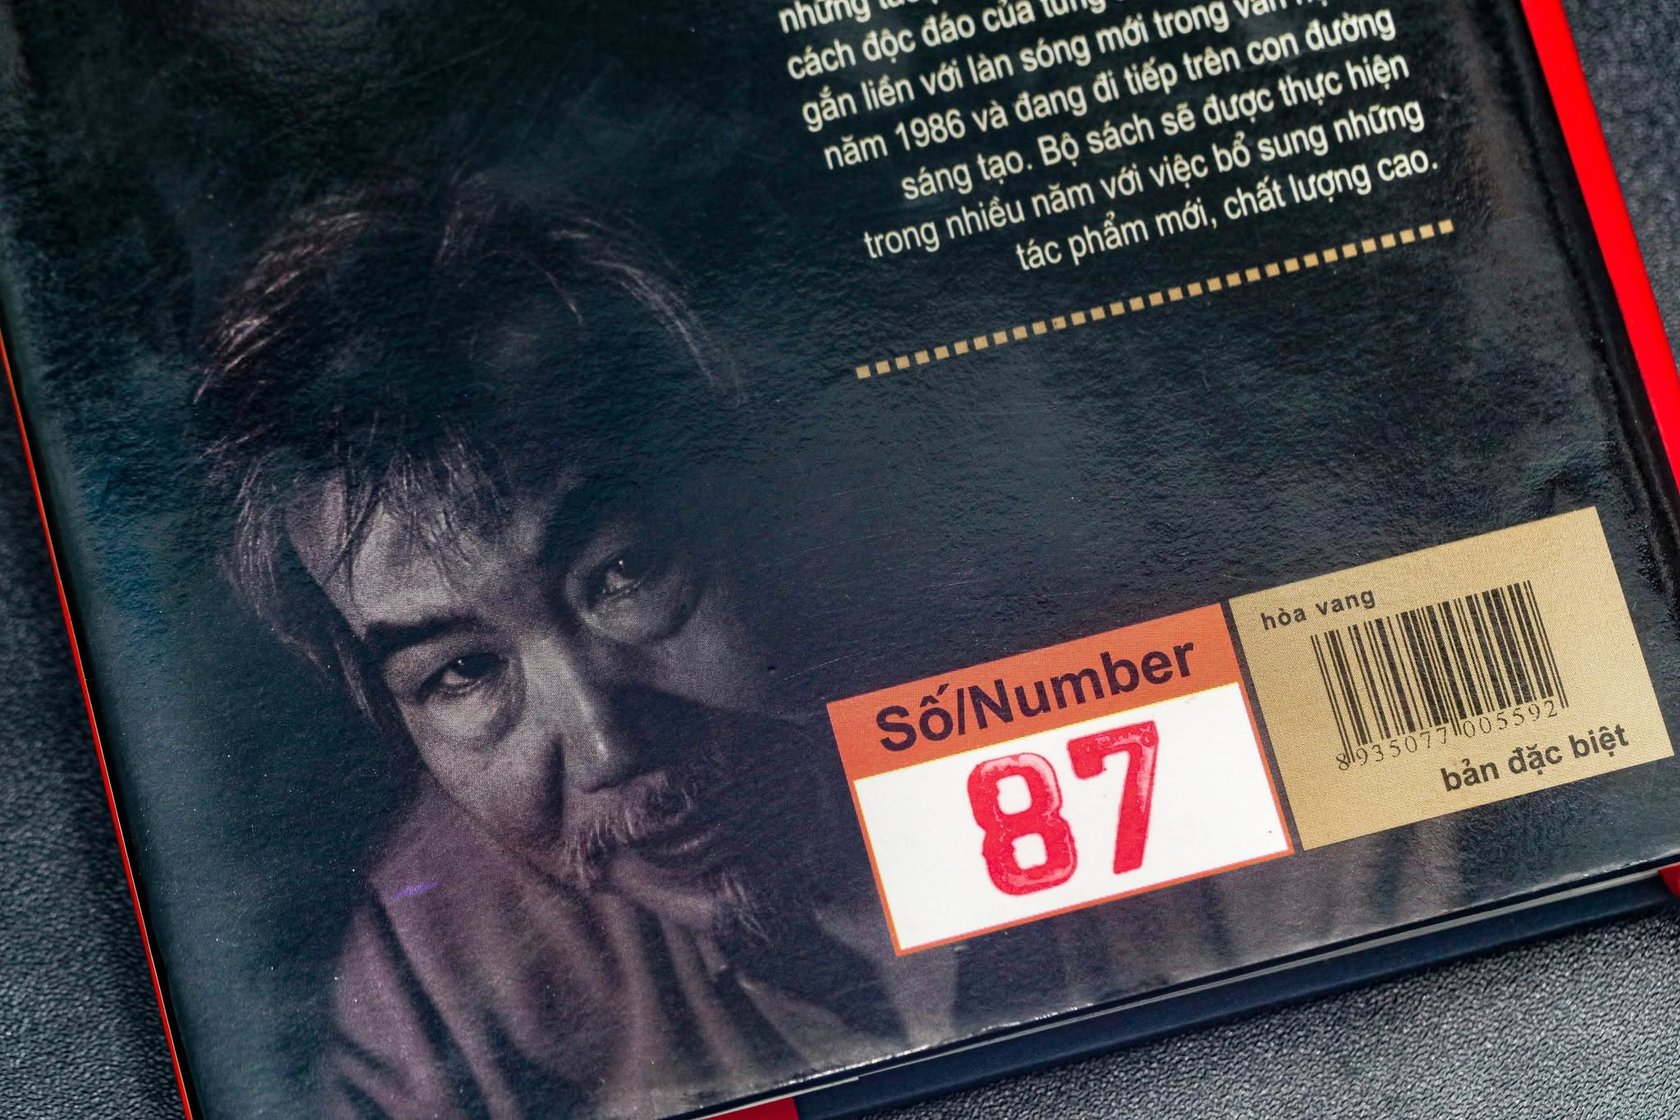 những
cách độc đáo của từng
gắn liền với làn sóng mới trong văn
năm 1986 và đang đi tiếp trên con đường
sáng tạo. Bộ sách sẽ được thực hiện
trong nhiều năm với việc bổ sung những
tác phẩm mới, chất lượng cao.
hòa vang
8935077005592
bản đặc biệt
Số/Number
87